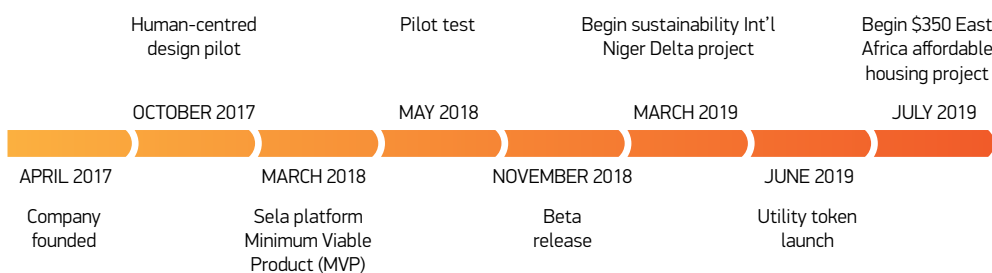 Human-centred
design pilot
Pilot test
Begin sustainability Int'l
Niger Delta project
Begin $350 East
Africa affordable
housing project
OCTOBER 2017
MAY 2018
MARCH 2019
JULY 2019
APRIL 2017
MARCH 2018
NOVEMBER 2018
JUNE 2019
Company
founded
Sela platform
Minimum Viable
Product (MVP)
Beta
release
Utility token
launch